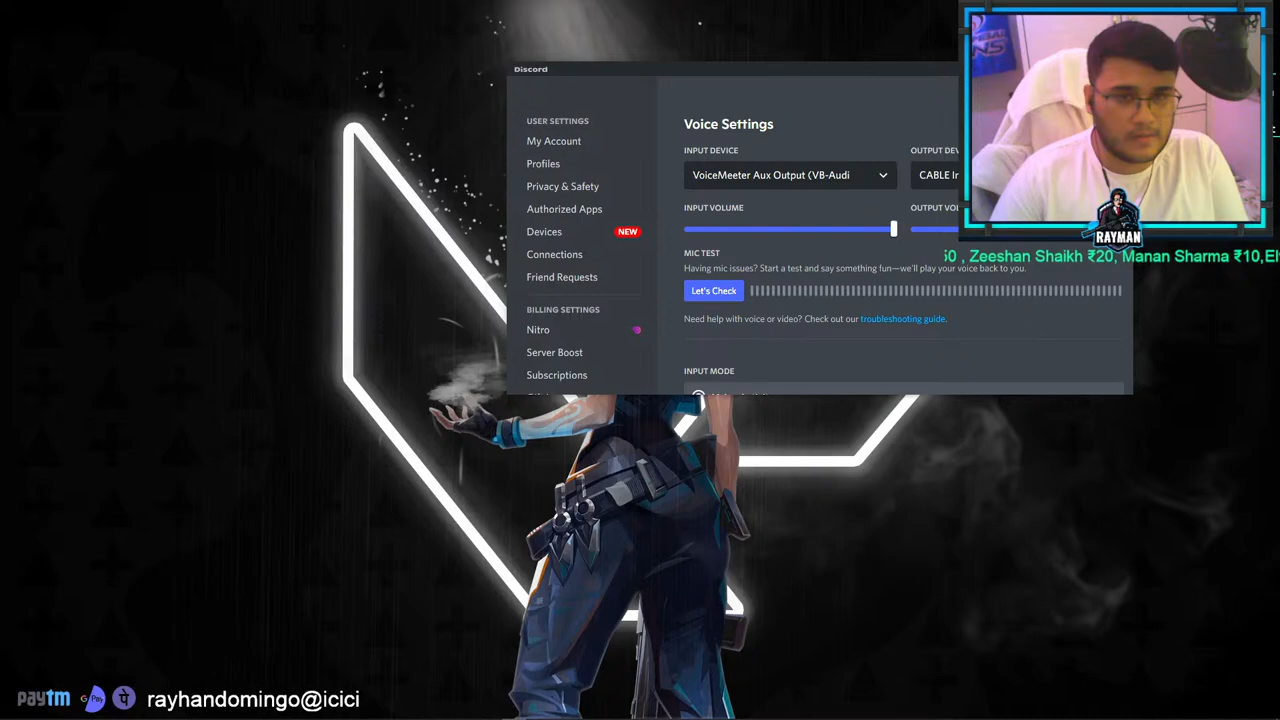 Discord
USER SETTINGS
My Account
Profiles
Privacy & Safety
Authorized Apps
Devices NEW
Connections
Friend Requests
BILLING SETTINGS
Nitro
Server Boost
Subscriptions
Voice Settings
INPUT DEVICE
VoiceMeeter Aux Output (VB-Audi
OUTPUT
CABLE
INPUT VOLUME
OUTPUT
MIC TEST
Having mic issues? Start a test and say something fun—we'll play your voice back to you.
Let's Check
Need help with voice or video? Check out our troubleshooting guide.
INPUT MODE
RAYMAN
Zeeshan Shaikh ₹20, Manan Sharma ₹10,
paytm G Pay पे rayhandomingo@icici